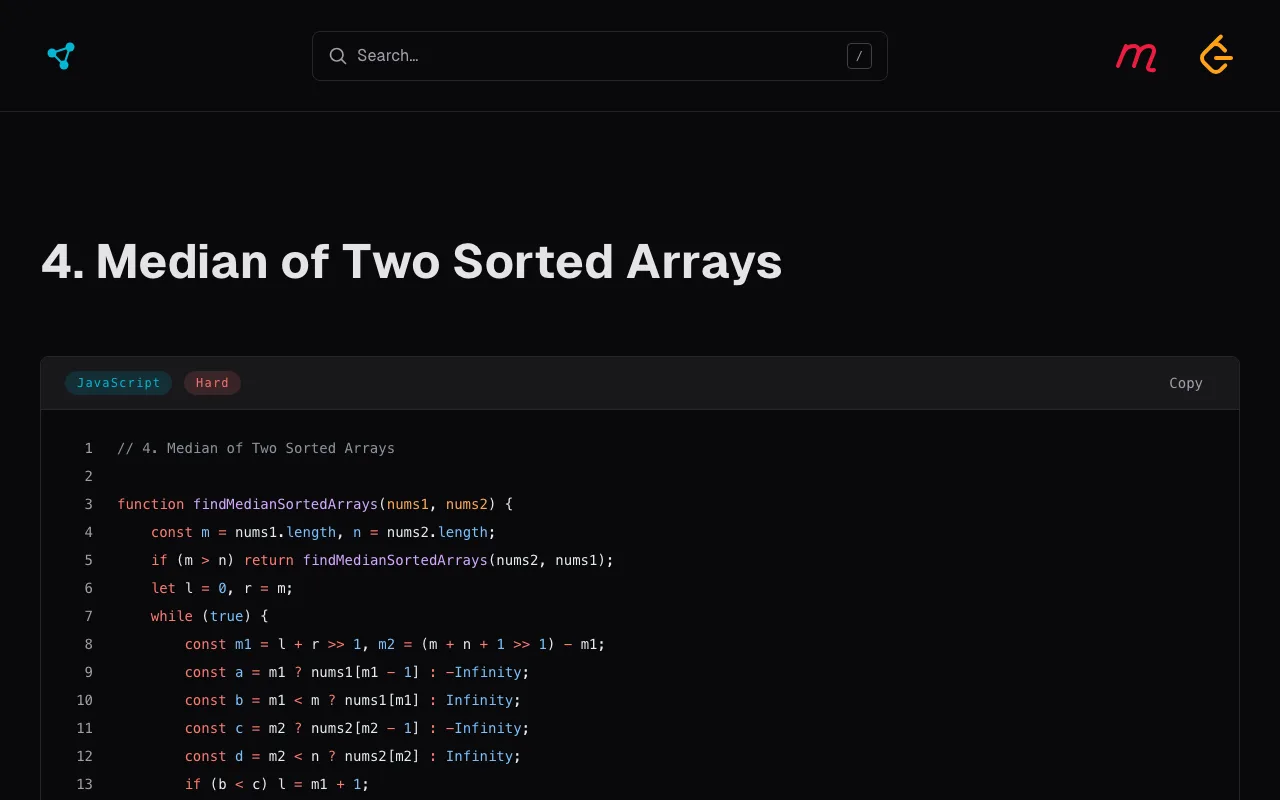 Search...
/
m
4. Median of Two Sorted Arrays
JavaScript Hard Copy
1 // 4. Median of Two Sorted Arrays
2
3 function findMedianSortedArrays(nums1, nums2) {
4     const m = nums1.length, n = nums2.length;
5     if (m > n) return findMedianSortedArrays(nums2, nums1);
6     let l = 0, r = m;
7     while (true) {
8         const m1 = l + r >> 1, m2 = (m + n + 1 >> 1) - m1;
9         const a = m1 ? nums1[m1 - 1] : -Infinity;
10         const b = m1 < m ? nums1[m1] : Infinity;
11         const c = m2 ? nums2[m2 - 1] : -Infinity;
12         const d = m2 < n ? nums2[m2] : Infinity;
13         if (b < c) l = m1 + 1;